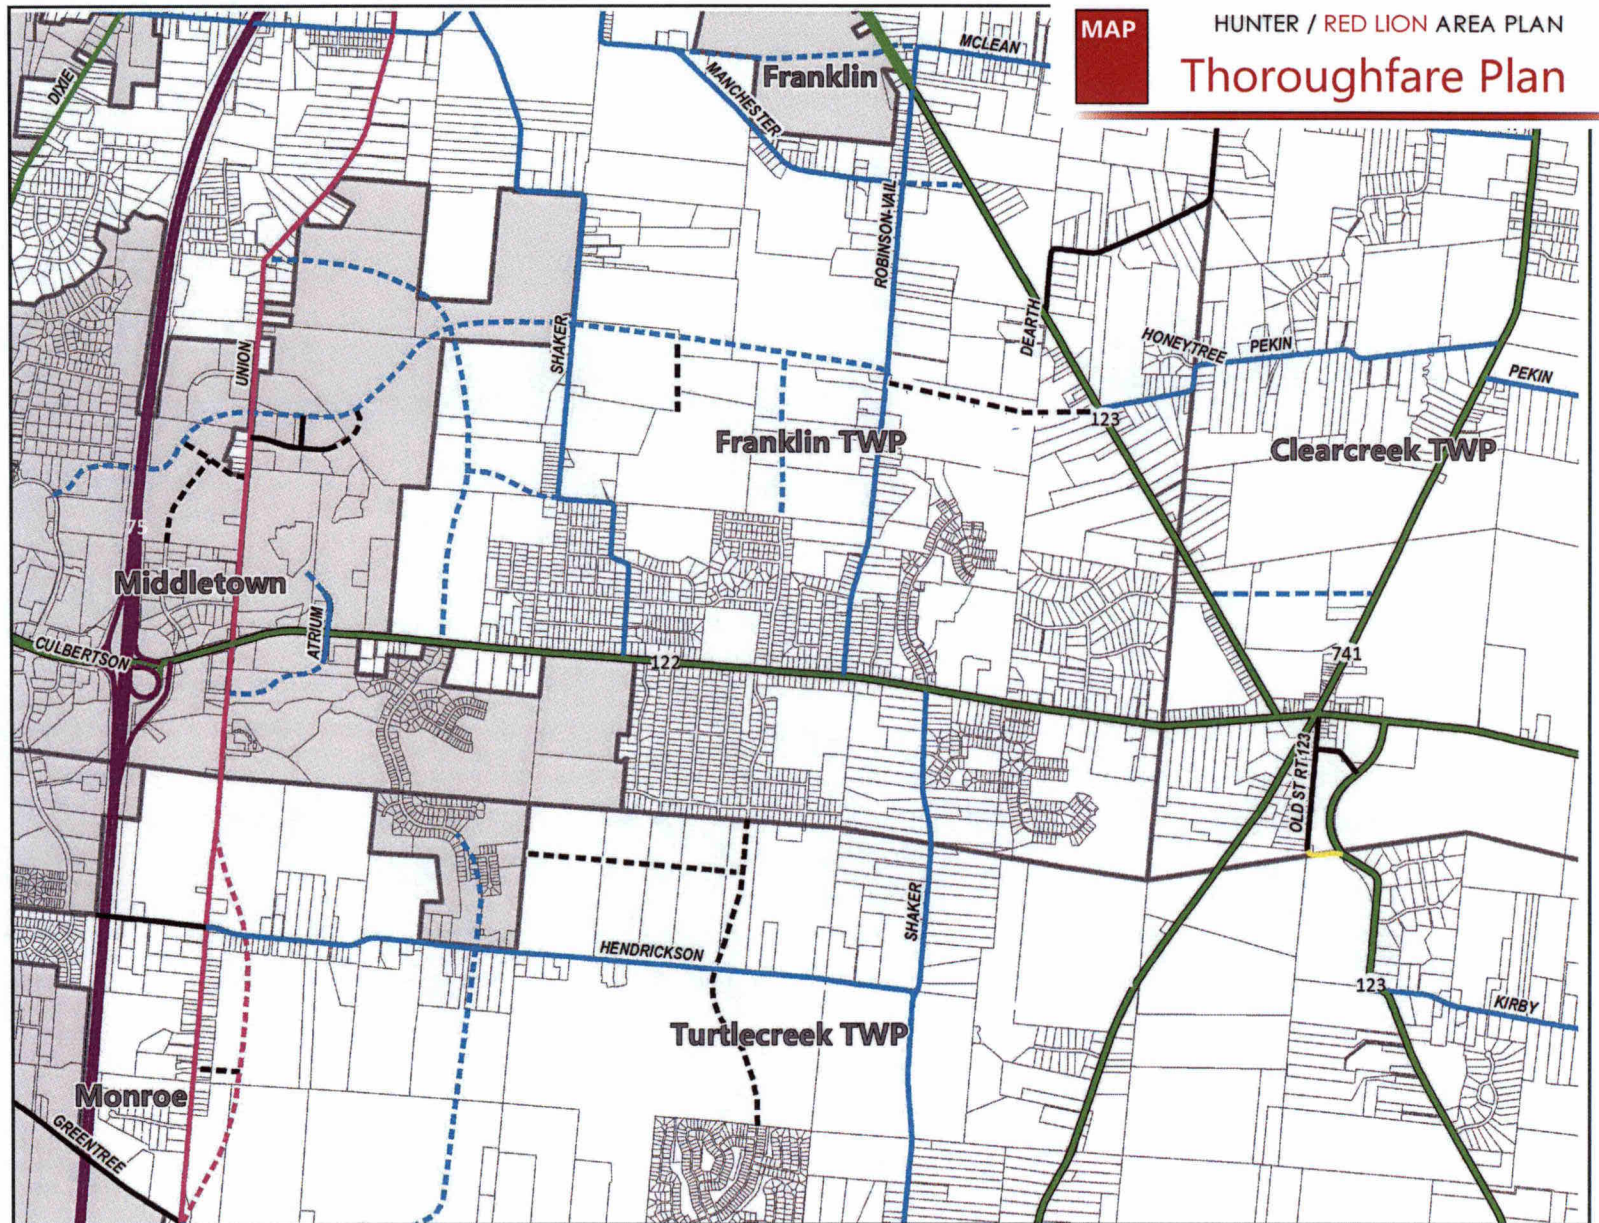 MAP
HUNTER / RED LION AREA PLAN
Thoroughfare Plan
MCLEAN
Franklin
DIXIE
MANCHESTER
ROBINSON-VAIL
DEARTH
SHAKER
UNION
HONEYTREE
PEKIN
PEKIN
123
Franklin TWP
Clearcreek TWP
75
Middletown
ATRIUM
CULBERTSON
122
741
OLD ST RT 123
SHAKER
HENDRICKSON
123
KIRBY
Turtlecreek TWP
Monroe
GREENTREE